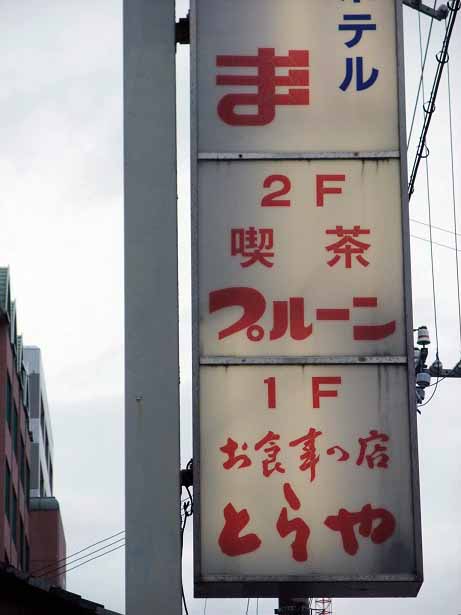 ホテル
ま
2F
喫茶
プルーン
1F
お食事の店
とらや